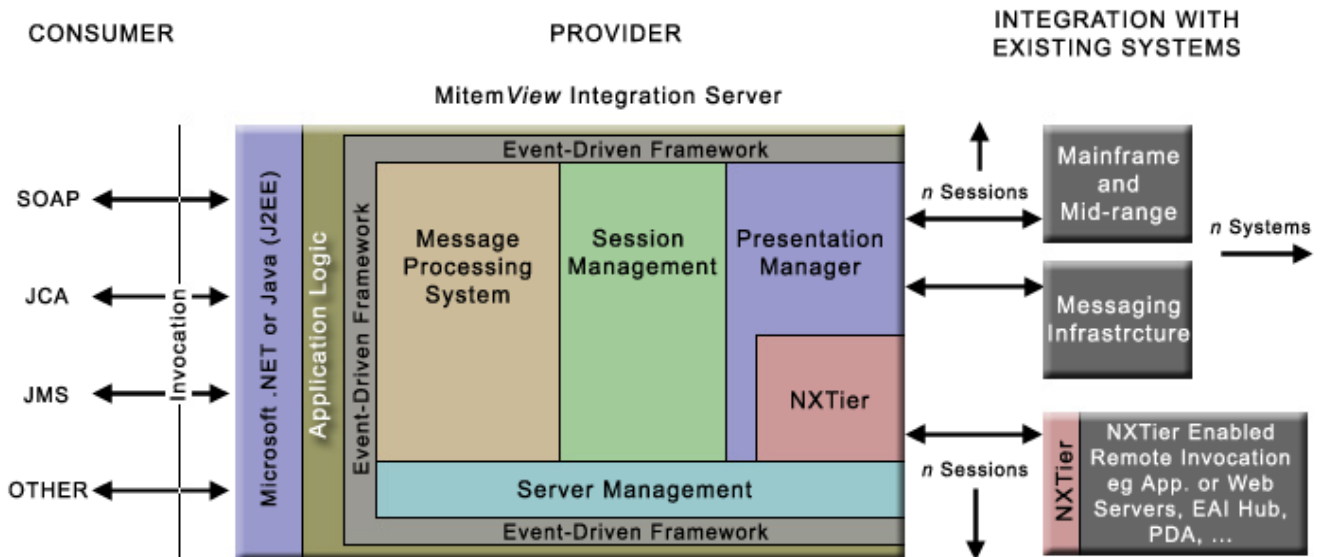 CONSUMER
PROVIDER
INTEGRATION WITH
EXISTING SYSTEMS
MitemView Integration Server
SOAP
JCA
JMS
OTHER
Invocation
Microsoft .NET or Java (J2EE)
Application Logic
Event-Driven Framework
Event-Driven Framework
Message
Processing
System
Session
Management
Presentation
Manager
NXTier
Server Management
Event-Driven Framework
n Sessions
n Sessions
Mainframe
and
Mid-range
n Systems
Messaging
Infrastrcture
NXTier
NXTier Enabled
Remote Invocation
eg App. or Web
Servers, EAI Hub,
PDA, ...